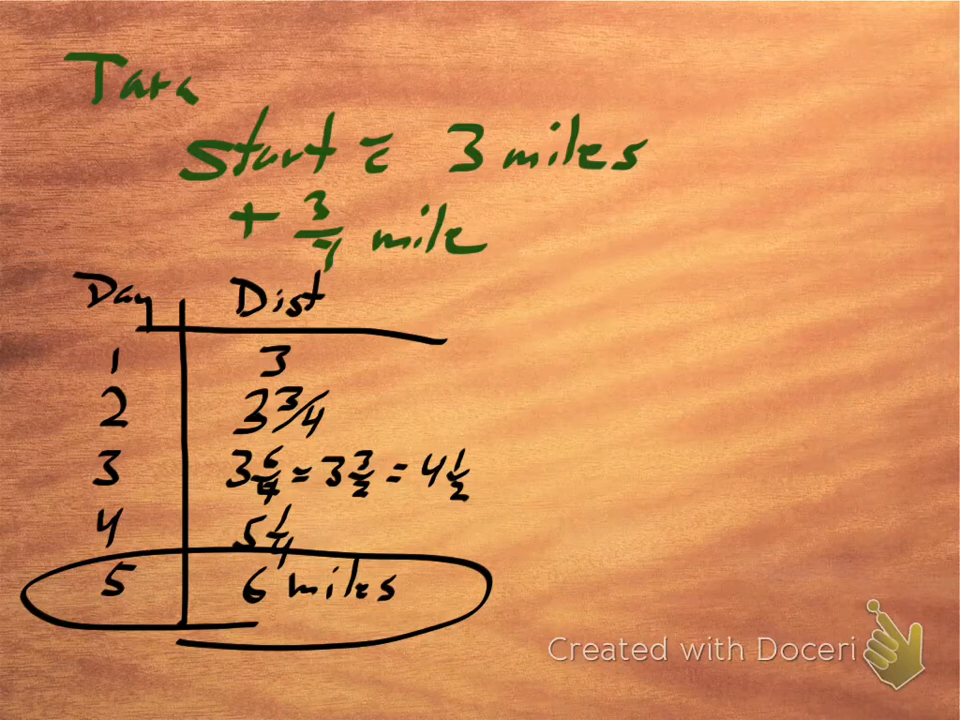 Tara
start = 3 miles
+ 3/4 mile
Day Dist
1 3
2 3 3/4
3 3 6/4 = 3 3/2 = 4 1/2
4 5 1/4
5 6 miles
Created with Doceri